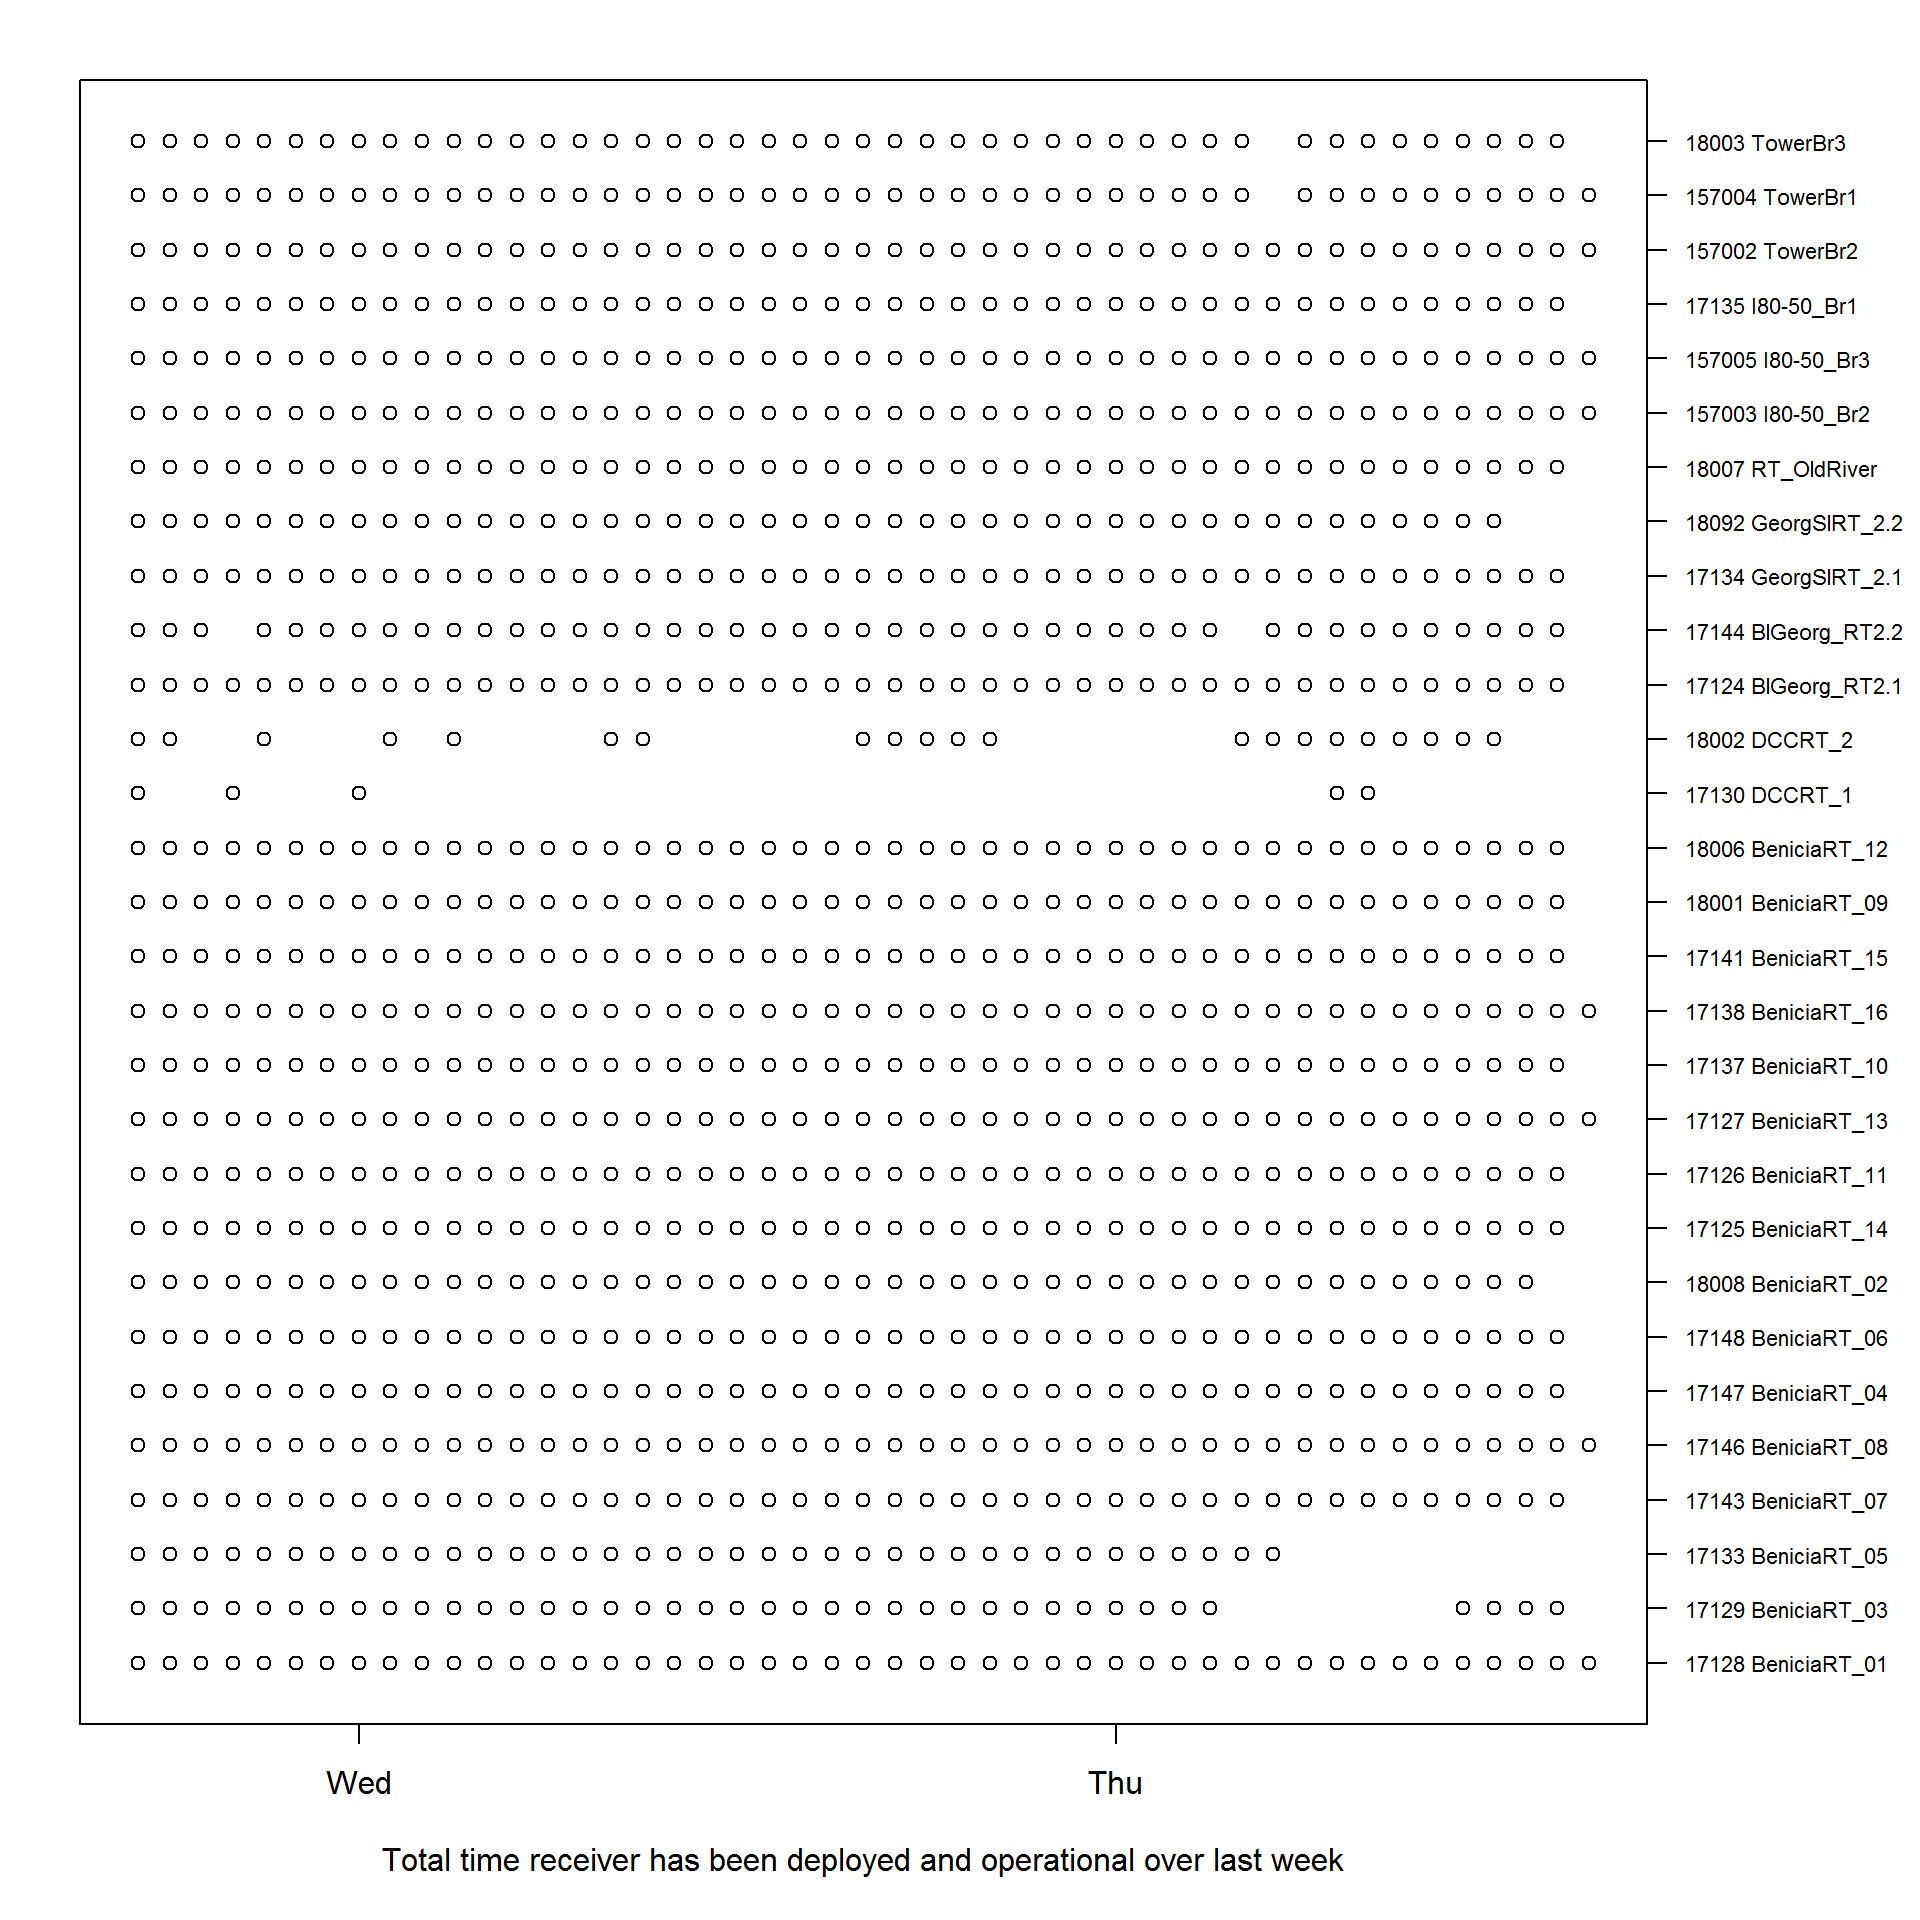 18003 TowerBr3
157004 TowerBr1
157002 TowerBr2
17135 I80-50_Br1
157005 I80-50_Br3
157003 I80-50_Br2
18007 RT_OldRiver
18092 GeorgSlRT_2.2
17134 GeorgSlRT_2.1
17144 BlGeorg_RT2.2
17124 BlGeorg_RT2.1
18002 DCCRT_2
17130 DCCRT_1
18006 BeniciaRT_12
18001 BeniciaRT_09
17141 BeniciaRT_15
17138 BeniciaRT_16
17137 BeniciaRT_10
17127 BeniciaRT_13
17126 BeniciaRT_11
17125 BeniciaRT_14
18008 BeniciaRT_02
17148 BeniciaRT_06
17147 BeniciaRT_04
17146 BeniciaRT_08
17143 BeniciaRT_07
17133 BeniciaRT_05
17129 BeniciaRT_03
17128 BeniciaRT_01
Wed Thu
Total time receiver has been deployed and operational over last week